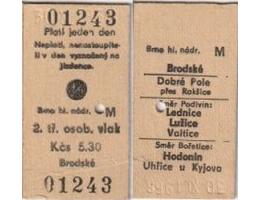 01243
Platí jeden den
Neplatí, nenastoupíte-
li v den vyznačený na
jízdence.
Brno hl. nádr. M
2. tř. osob. vlak
Kčs 5.30
Brodské
01243
Brno hl. nádr. M
Brodské
Dobré Pole
přes Rakšice
Směr Podivín:
Lednice
Lužice
Valtice
Směr Bořetice:
Hodonín
Uhřice u Kyjova